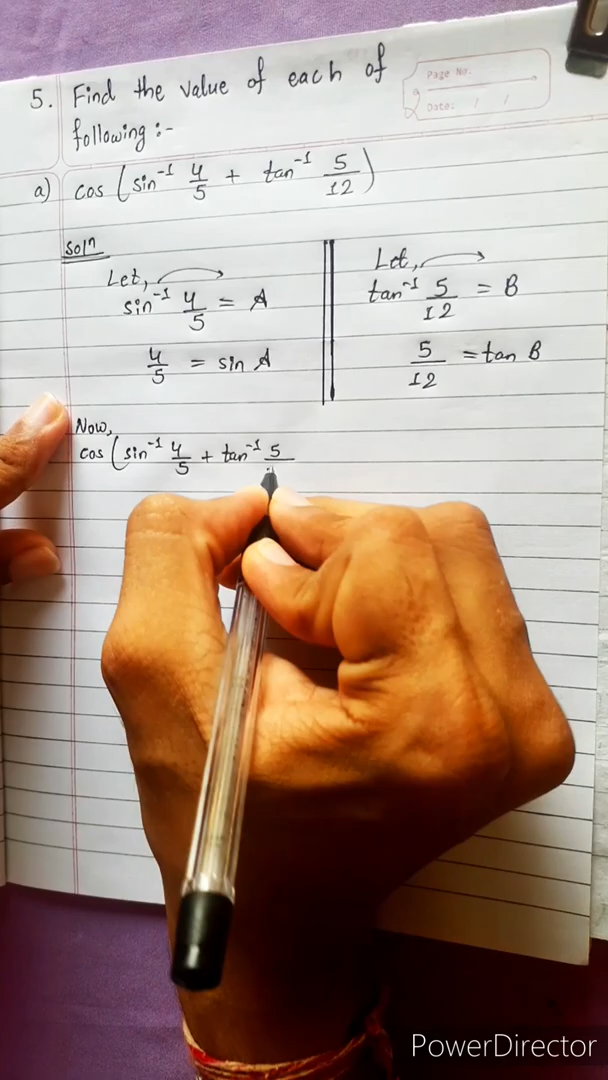 5. Find the value of each of
Page No.
Date: / /
following :-
a) cos (sin⁻¹ 4/5 + tan⁻¹ 5/12)
Solⁿ
Let,
sin⁻¹ 4/5 = A
4/5 = sin A
Let,
tan⁻¹ 5/12 = B
5/12 = tan B
Now,
cos (sin⁻¹ 4/5 + tan⁻¹ 5
PowerDirector